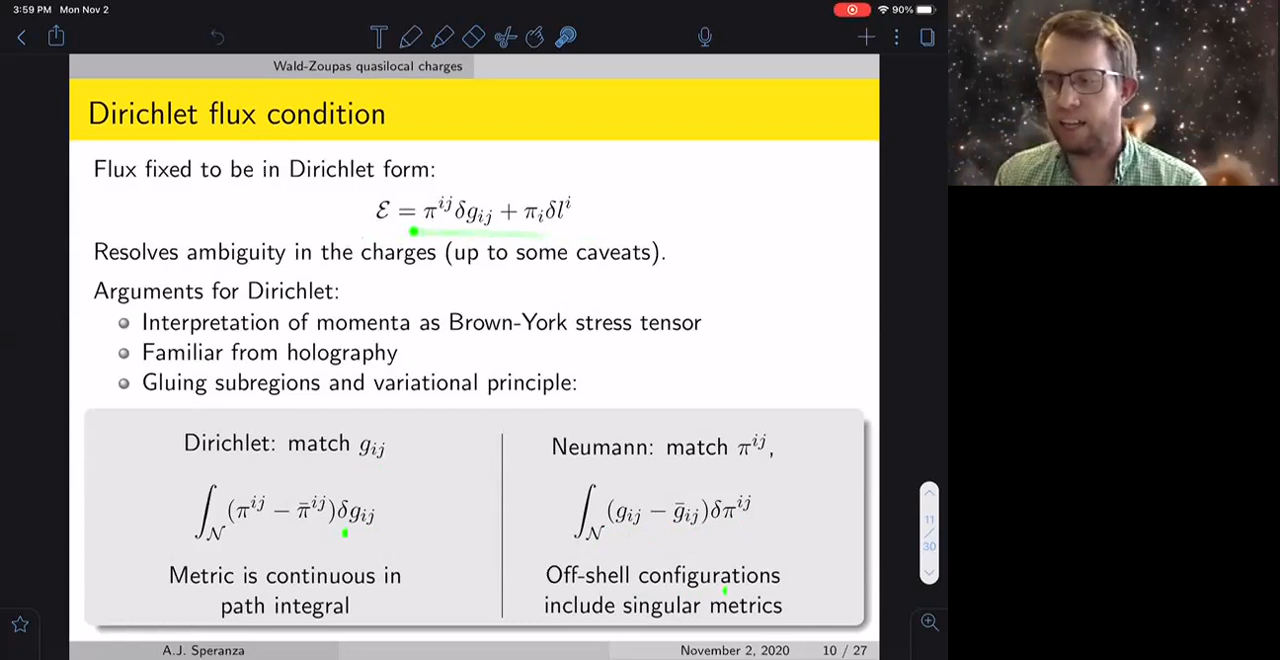 3:59 PM Mon Nov 2
90%
Wald-Zoupas quasilocal charges
Dirichlet flux condition
Flux fixed to be in Dirichlet form:
ℰ = π^{ij}δg_{ij} + π_iδl^i
Resolves ambiguity in the charges (up to some caveats).
Arguments for Dirichlet:
Interpretation of momenta as Brown-York stress tensor
Familiar from holography
Gluing subregions and variational principle:
Dirichlet: match g_{ij}
∫_𝒩 (π^{ij} − π̄^{ij})δg_{ij}
Metric is continuous in
path integral
Neumann: match π^{ij},
∫_𝒩 (g_{ij} − ḡ_{ij})δπ^{ij}
Off-shell configurations
include singular metrics
11
/
30
A.J. Speranza
November 2, 2020
10 / 27